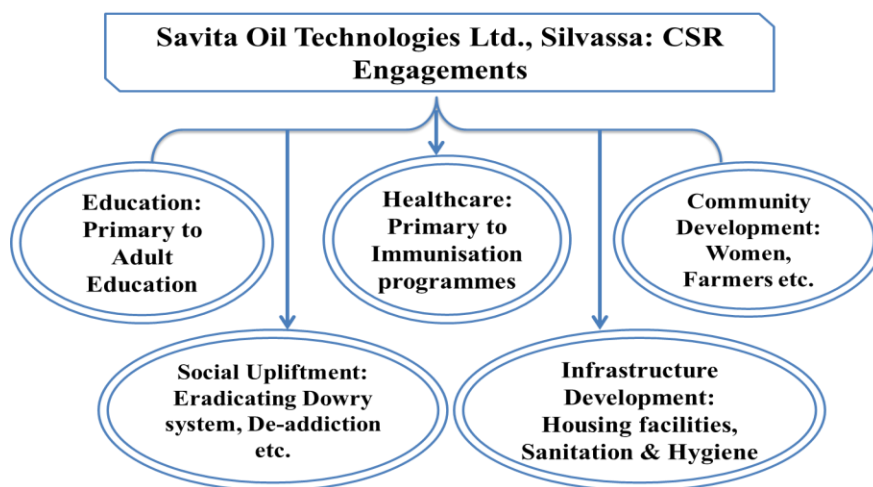 Savita Oil Technologies Ltd., Silvassa: CSR
Engagements
Education:
Primary to
Adult
Education
Healthcare:
Primary to
Immunisation
programmes
Community
Development:
Women,
Farmers etc.
Social Upliftment:
Eradicating Dowry
system, De-addiction
etc.
Infrastructure
Development:
Housing facilities,
Sanitation & Hygiene